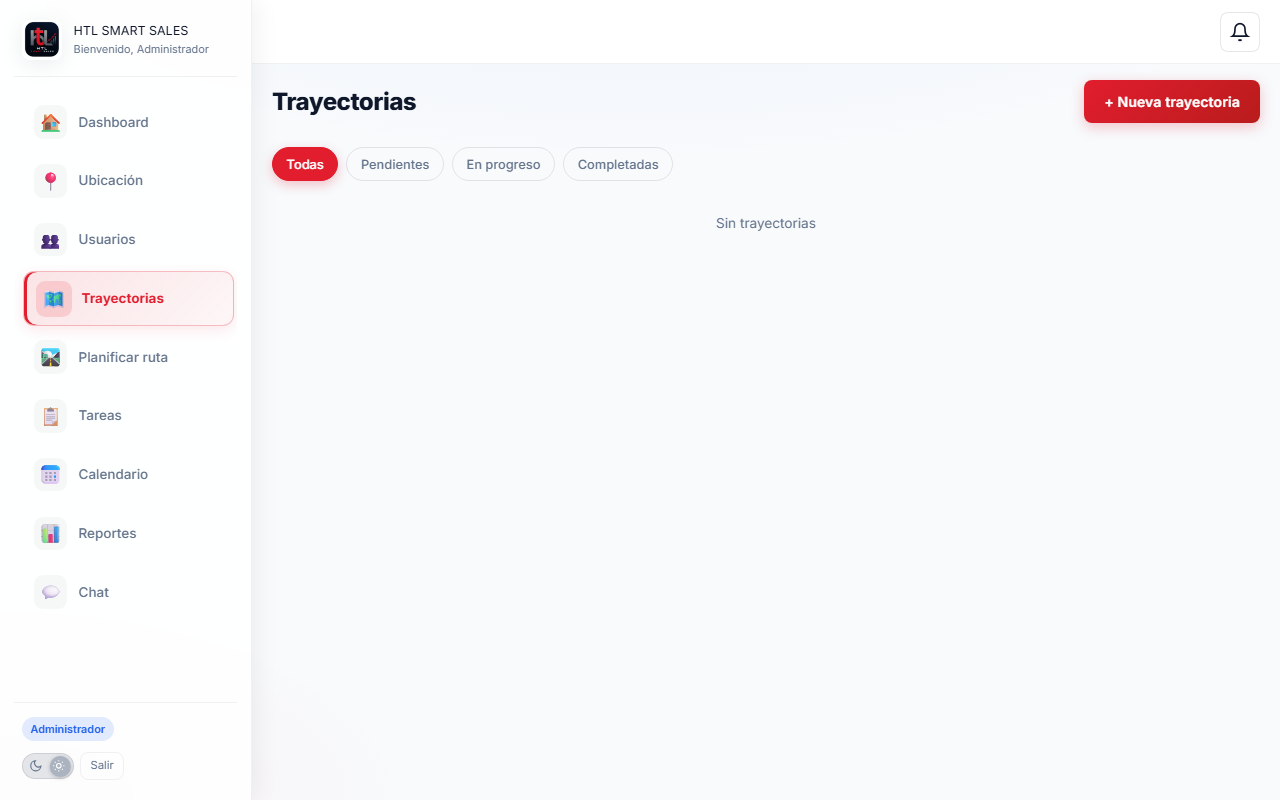 HTL SMART SALES
Bienvenido, Administrador
Dashboard
Ubicación
Usuarios
Trayectorias
Planificar ruta
Tareas
Calendario
Reportes
Chat
Administrador
Salir
Trayectorias
+ Nueva trayectoria
Todas
Pendientes
En progreso
Completadas
Sin trayectorias